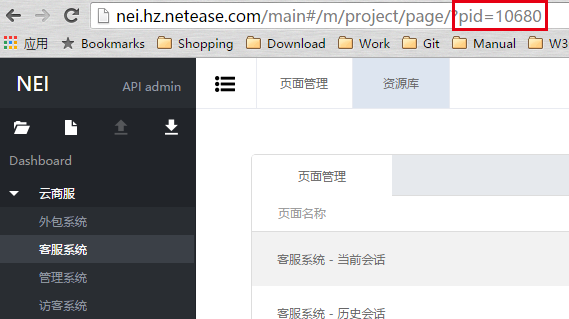 nei.hz.netease.com/main#/m/project/page/?pid=10680
应用 Bookmarks Shopping Download Work Git Manual W3
NEI API admin 页面管理 资源库
Dashboard
页面管理
云商服
外包系统 页面名称
客服系统
客服系统 - 当前会话
管理系统
访客系统
客服系统 - 历史会话